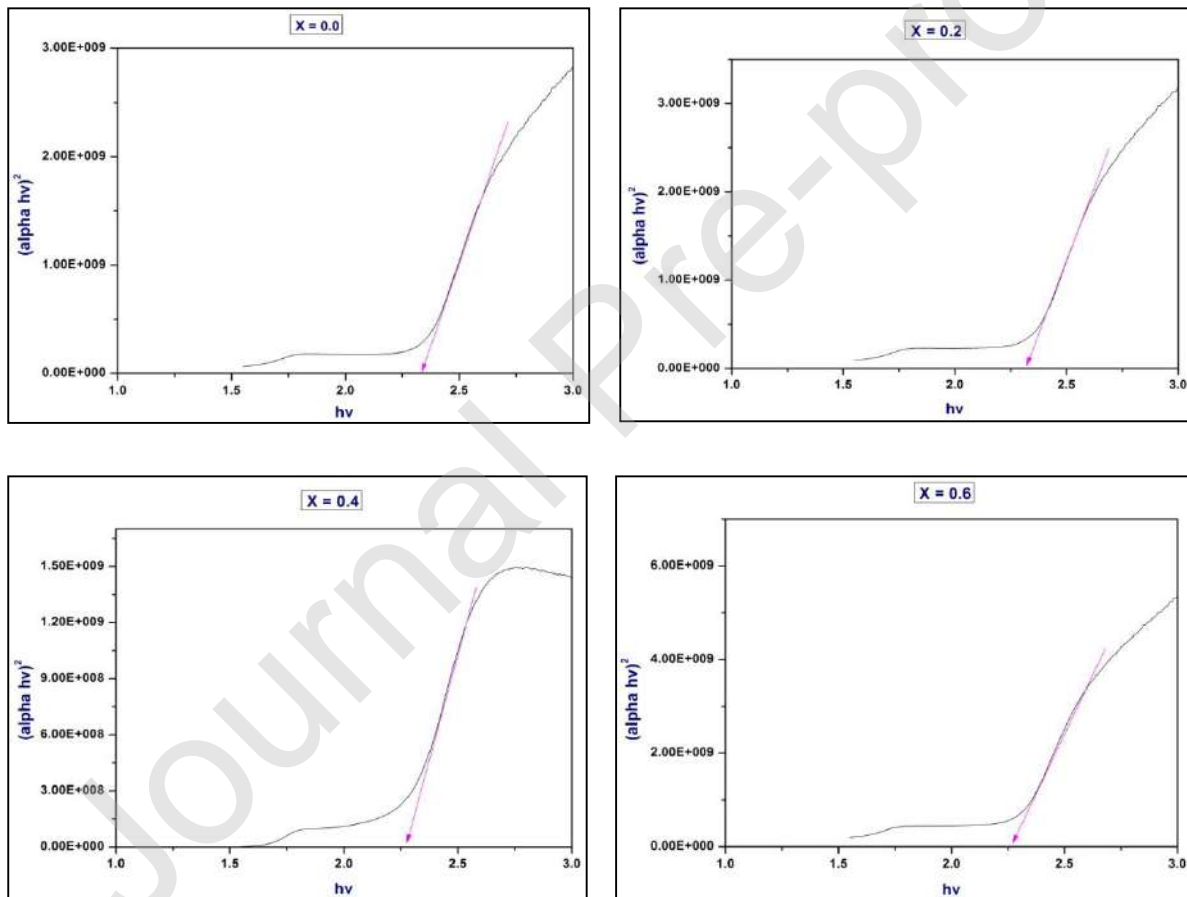 X = 0.0
3.00E+009
2.00E+009
1.00E+009
0.00E+000
(alpha hv)²
1.0 1.5 2.0 2.5 3.0
hv
X = 0.2
3.00E+009
2.00E+009
1.00E+009
0.00E+000
(alpha hv)²
1.0 1.5 2.0 2.5 3.0
hv
X = 0.4
1.50E+009
1.20E+009
9.00E+008
6.00E+008
3.00E+008
0.00E+000
(alpha hv)²
1.0 1.5 2.0 2.5 3.0
hv
X = 0.6
6.00E+009
4.00E+009
2.00E+009
0.00E+000
(alpha hv)²
1.0 1.5 2.0 2.5 3.0
hv
Journal Pre-pro